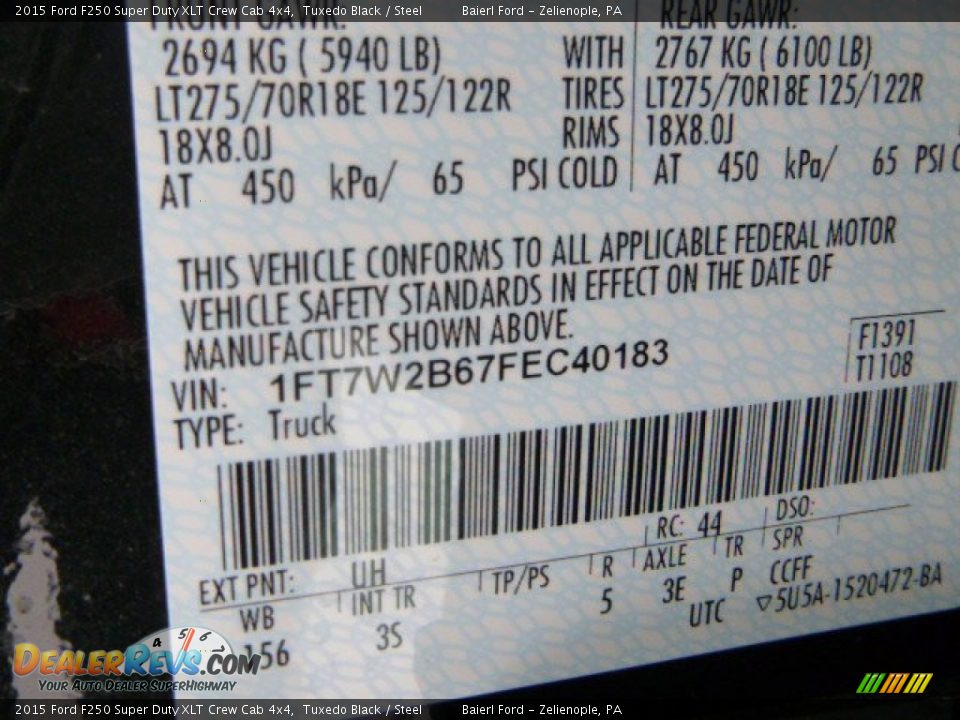 2015 Ford F250 Super Duty XLT Crew Cab 4x4, Tuxedo Black / Steel Baierl Ford - Zelienople, PA
FRONT GAWR: REAR GAWR:
2694 KG ( 5940 LB) WITH 2767 KG ( 6100 LB)
LT275/70R18E 125/122R TIRES LT275/70R18E 125/122R
18X8.0J RIMS 18X8.0J
AT 450 kPa/ 65 PSI COLD AT 450 kPa/ 65 PSI C
THIS VEHICLE CONFORMS TO ALL APPLICABLE FEDERAL MOTOR
VEHICLE SAFETY STANDARDS IN EFFECT ON THE DATE OF
MANUFACTURE SHOWN ABOVE.
VIN: 1FT7W2B67FEC40183
F1391
T1108
TYPE: Truck
EXT PNT: UH RC: 44 DSO:
WB INT TR TP/PS R AXLE TR SPR
156 3S 5 3E P CCFF
UTC ▽5U5A-1520472-BA
4 5 6
DealerRevs.com
Your Auto Dealer SuperHighway
2015 Ford F250 Super Duty XLT Crew Cab 4x4, Tuxedo Black / Steel Baierl Ford - Zelienople, PA